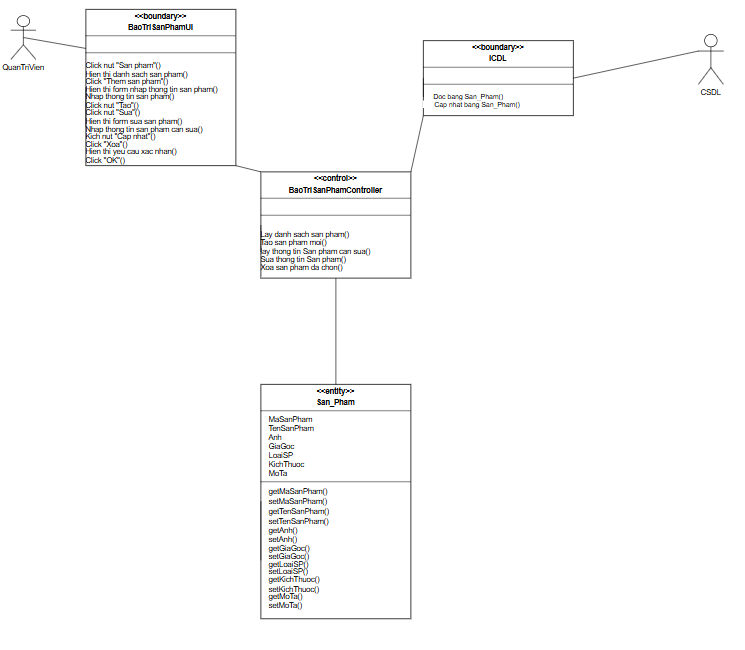 QuanTriVien
<<boundary>>
BaoTriSanPhamUI
Click nut "San pham"()
Hien thi danh sach san pham()
Click "Them san pham"()
Hien thi form nhap thong tin san pham()
Nhap thong tin san pham()
Click nut "Tao"()
Click nut "Sua"()
Hien thi form sua san pham()
Nhap thong tin san pham can sua()
Kich nut "Cap nhat"()
Click "Xoa"()
Hien thi yeu cau xac nhan()
Click "OK"()
<<boundary>>
ICDL
Doc bang San_Pham()
Cap nhat bang San_Pham()
CSDL
<<control>>
BaoTriSanPhamController
Lay danh sach san pham()
Tao san pham moi()
lay thong tin San pham can sua()
Sua thong tin San pham()
Xoa san pham da chon()
<<entity>>
San_Pham
MaSanPham
TenSanPham
Anh
GiaGoc
LoaiSP
KichThuoc
MoTa
getMaSanPham()
setMaSanPham()
getTenSanPham()
setTenSanPham()
getAnh()
setAnh()
getGiaGoc()
setGiaGoc()
getLoaiSP()
setLoaiSP()
getKichThuoc()
setKichThuoc()
getMoTa()
setMoTa()